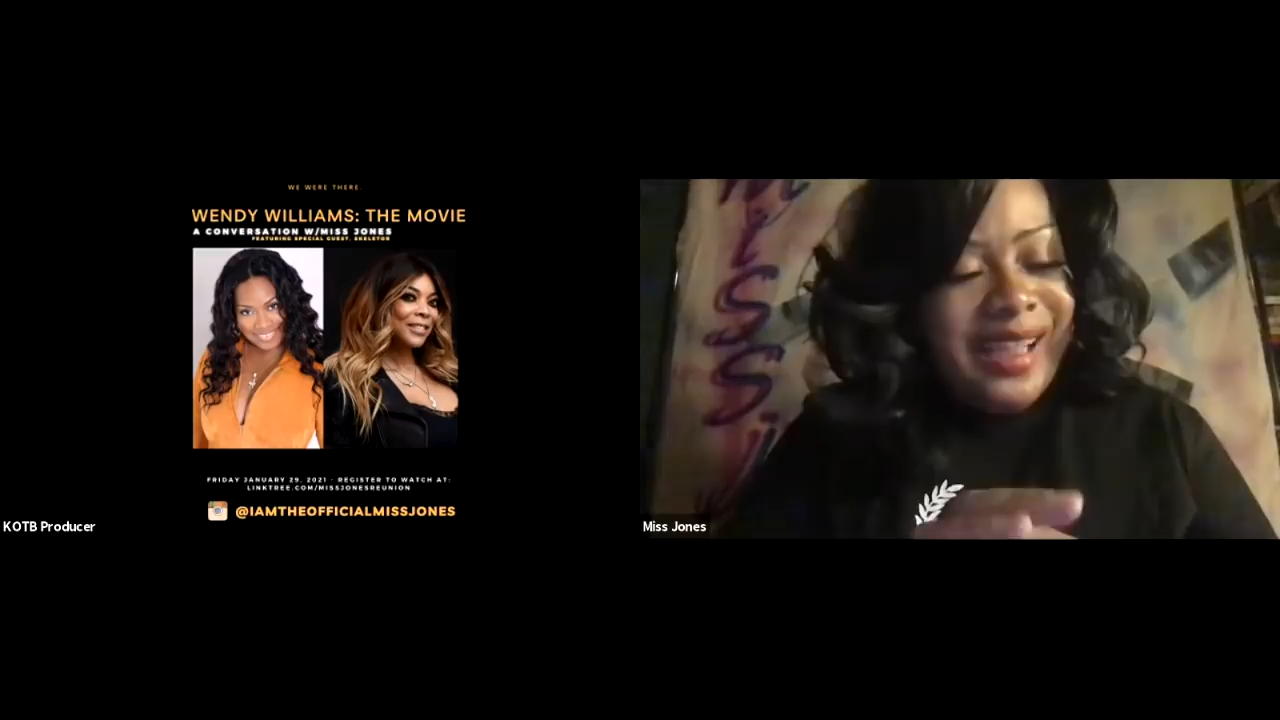 WE WERE THERE.
WENDY WILLIAMS: THE MOVIE
A CONVERSATION W/MISS JONES
FEATURING SPECIAL GUEST, SKELETOR
FRIDAY JANUARY 29, 2021 - REGISTER TO WATCH AT:
LINKTREE.COM/MISSJONESREUNION
@IAMTHEOFFICIALMISSJONES
KOTB Producer
Miss
Miss Jones